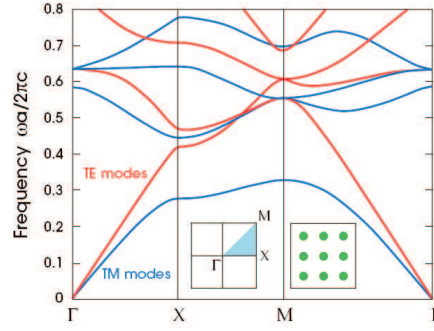 Frequency ωa/2πc
0.8
0.7
0.6
0.5
0.4
0.3
0.2
0.1
0
TE modes
TM modes
M
Γ
X
Γ
X
M